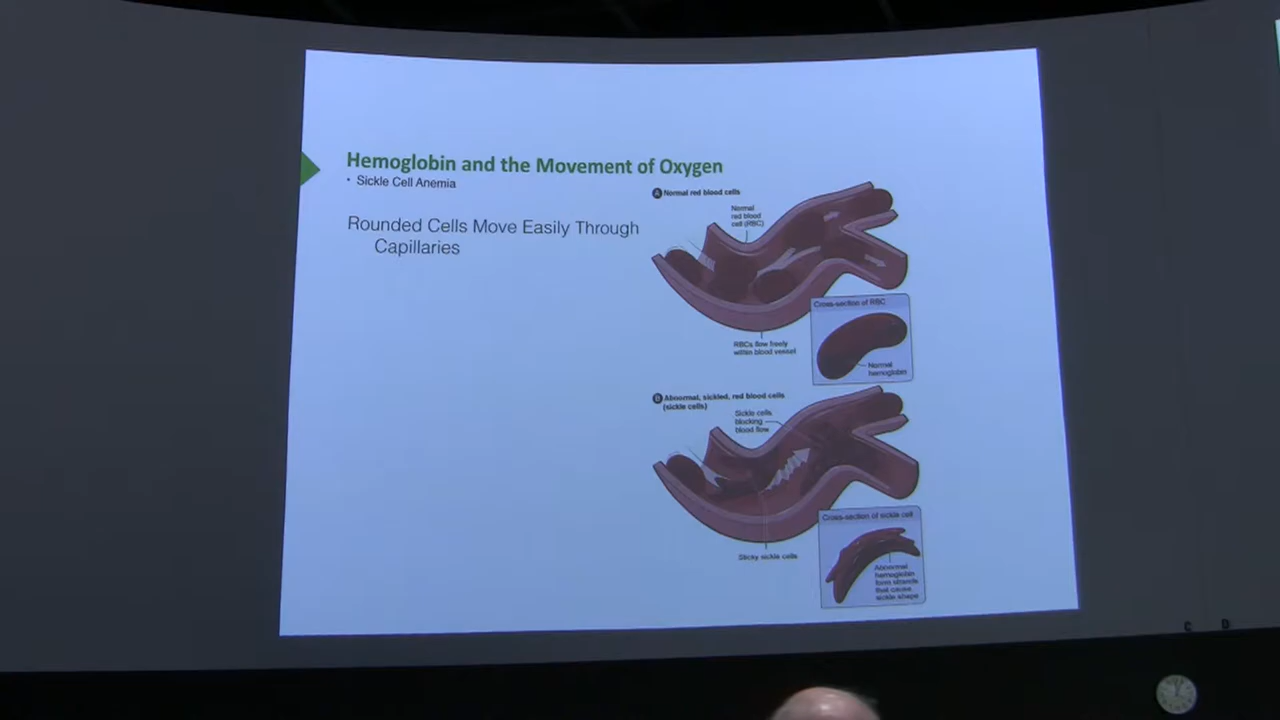 Hemoglobin and the Movement of Oxygen
• Sickle Cell Anemia
Rounded Cells Move Easily Through
Capillaries
A Normal red blood cells
Normal
red blood
cell (RBC)
RBCs flow freely
within blood vessel
Cross-section of RBC
Normal
hemoglobin
B Abnormal, sickled, red blood cells
(sickle cells)
Sickle cells
blocking
blood flow
Sticky sickle cells
Cross-section of sickle cell
Abnormal
hemoglobin
form strands
that cause
sickle shape
C D